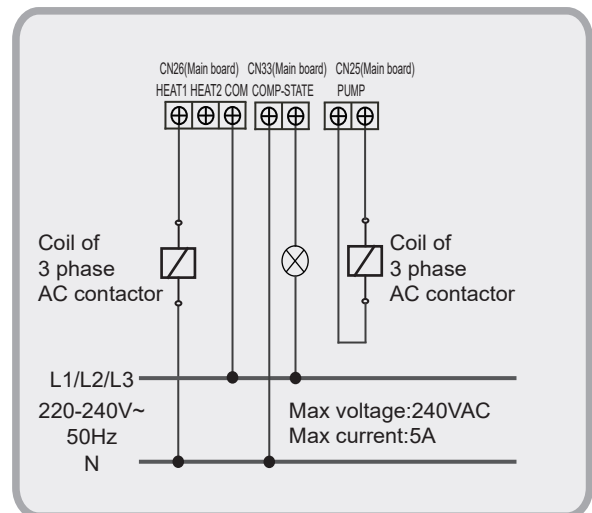 CN26(Main board) CN33(Main board) CN25(Main board)
HEAT1 HEAT2 COM COMP-STATE PUMP
Coil of
3 phase
AC contactor
Coil of
3 phase
AC contactor
L1/L2/L3
220-240V~
50Hz
N
Max voltage:240VAC
Max current:5A